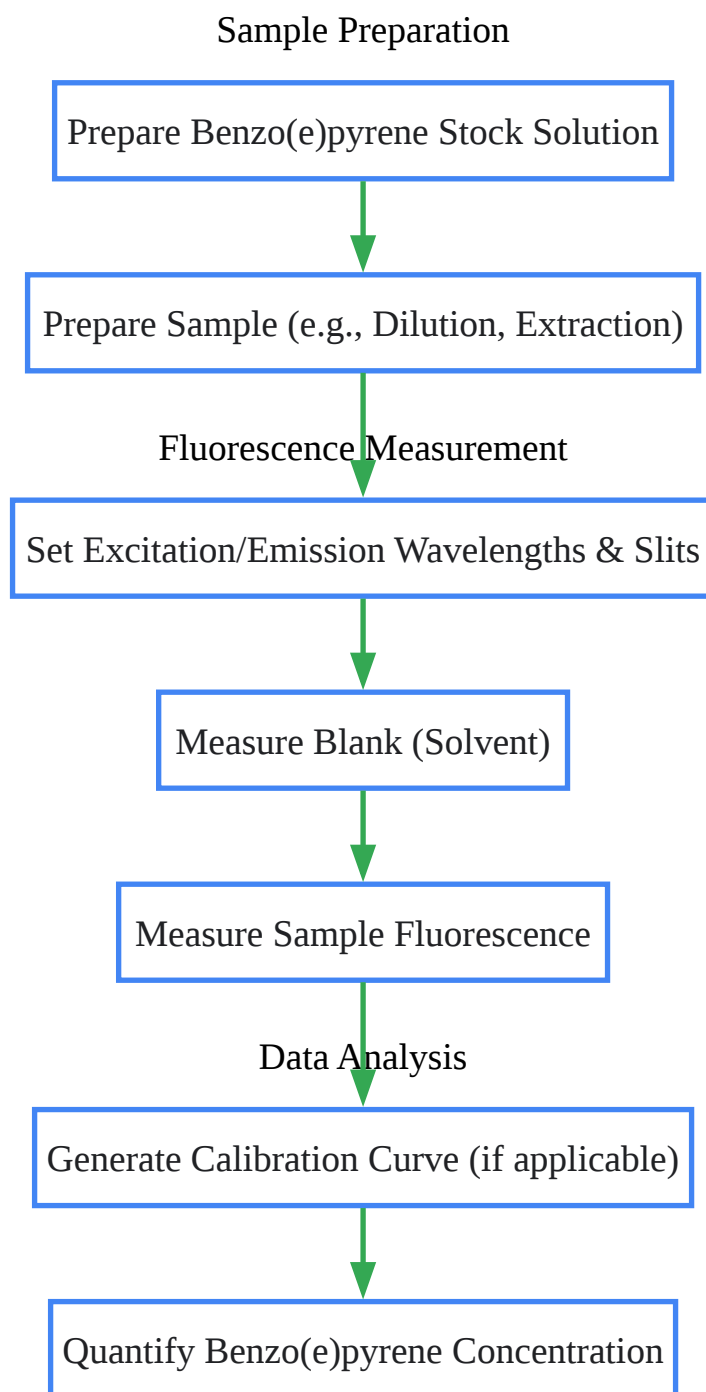 Sample Preparation
Prepare Benzo(e)pyrene Stock Solution
Prepare Sample (e.g., Dilution, Extraction)
Fluorescence Measurement
Set Excitation/Emission Wavelengths & Slits
Measure Blank (Solvent)
Measure Sample Fluorescence
Data Analysis
Generate Calibration Curve (if applicable)
Quantify Benzo(e)pyrene Concentration